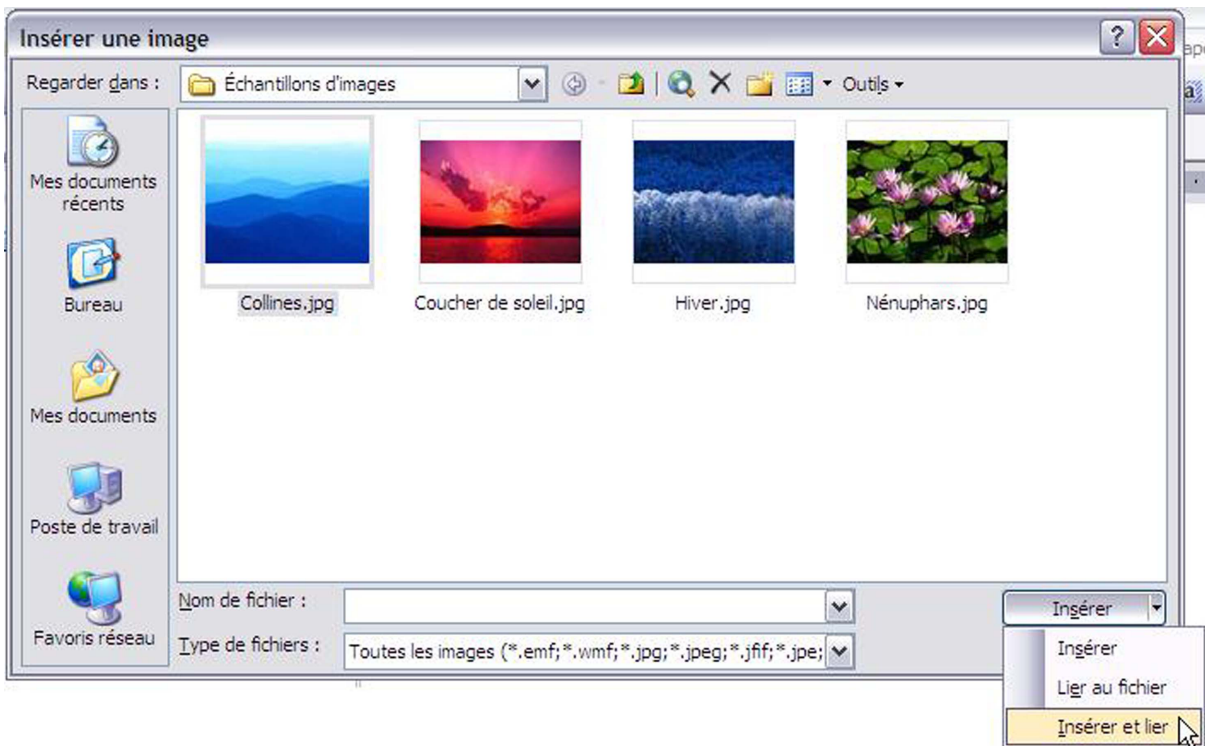 Insérer une image
Regarder dans :
Échantillons d'images
Outils
Mes documents
récents
Bureau
Mes documents
Poste de travail
Favoris réseau
Collines.jpg
Coucher de soleil.jpg
Hiver.jpg
Nénuphars.jpg
Nom de fichier :
Type de fichiers :
Toutes les images (*.emf;*.wmf;*.jpg;*.jpeg;*.jfif;*.jpe;
Insérer
Insérer
Lier au fichier
Insérer et lier